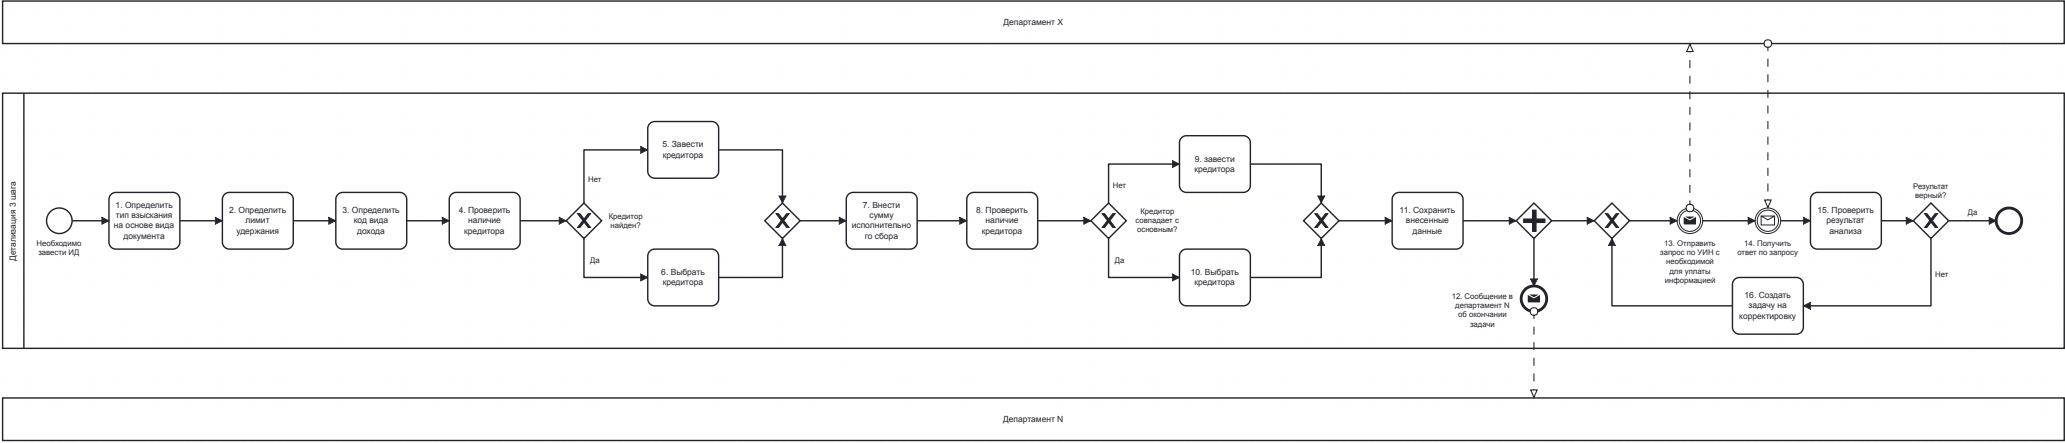 Департамент X
Детализация 3 шага
Необходимо
завести ИД
1. Определить
тип взыскания
на основе вида
документа
2. Определить
лимит
удержания
3. Определить
код вида
дохода
4. Проверить
наличие
кредитора
Кредитор
найден?
Нет
Да
5. Завести
кредитора
6. Выбрать
кредитора
7. Внести
сумму
исполнительно
го сбора
8. Проверить
наличие
кредитора
Кредитор
совпадает с
основным?
Нет
Да
9. завести
кредитора
10. Выбрать
кредитора
11. Сохранить
внесенные
данные
12. Сообщение в
департамент N
об окончании
задачи
13. Отправить
запрос по УИН с
необходимой
для уплаты
информацией
14. Получить
ответ по запросу
15. Проверить
результат
анализа
Результат
верный?
Да
Нет
16. Создать
задачу на
корректировку
Департамент N